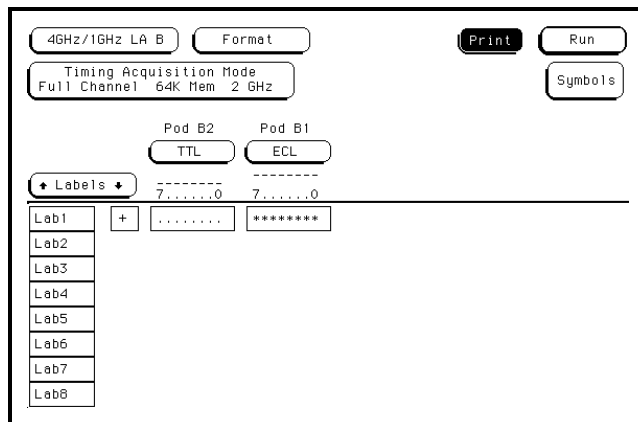 4GHz/1GHz LA B Format Print Run
Timing Acquisition Mode
Full Channel 64K Mem 2 GHz
Symbols
Pod B2 Pod B1
TTL ECL
-------- --------
↑ Labels ↓ 7......0 7......0
Lab1 + ........ ********
Lab2
Lab3
Lab4
Lab5
Lab6
Lab7
Lab8